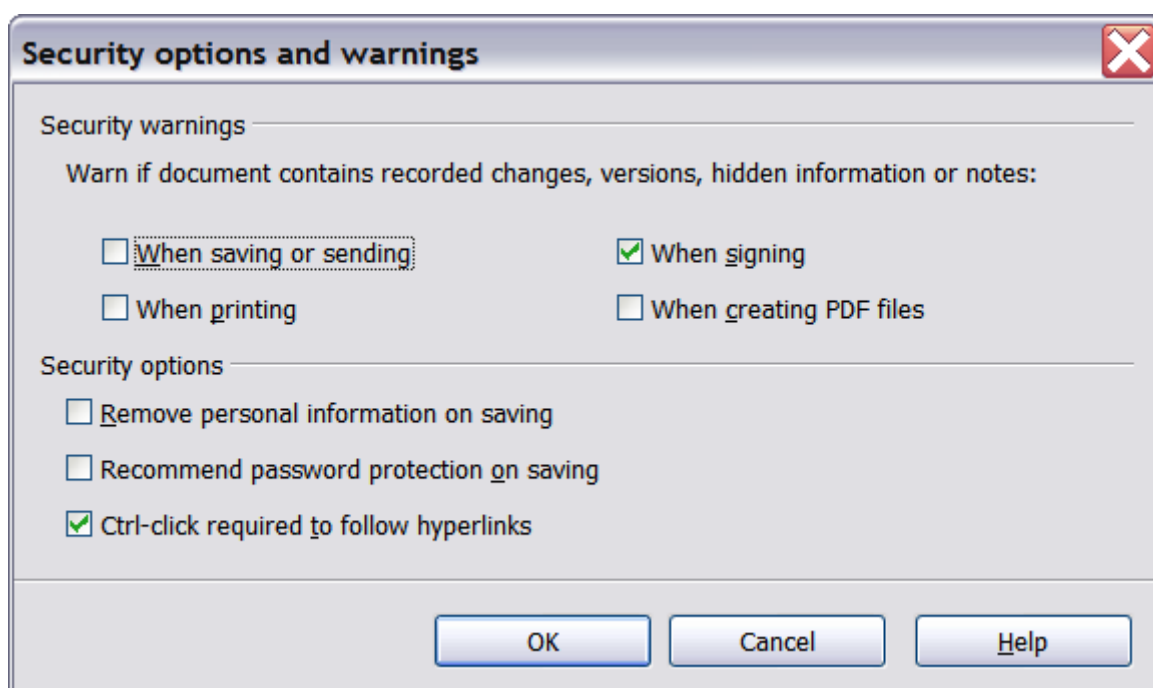 Security options and warnings
Security warnings
Warn if document contains recorded changes, versions, hidden information or notes:
When saving or sending
When signing
When printing
When creating PDF files
Security options
Remove personal information on saving
Recommend password protection on saving
Ctrl-click required to follow hyperlinks
OK
Cancel
Help